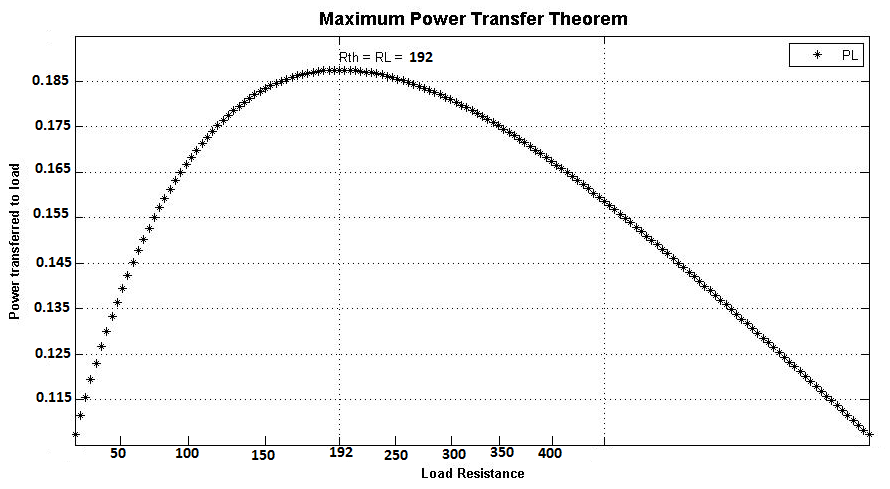 Maximum Power Transfer Theorem
Rth = RL = 192
PL
0.185
0.175
0.165
0.155
0.145
0.135
0.125
0.115
Power transferred to load
50 100 150 192 250 300 350 400
Load Resistance